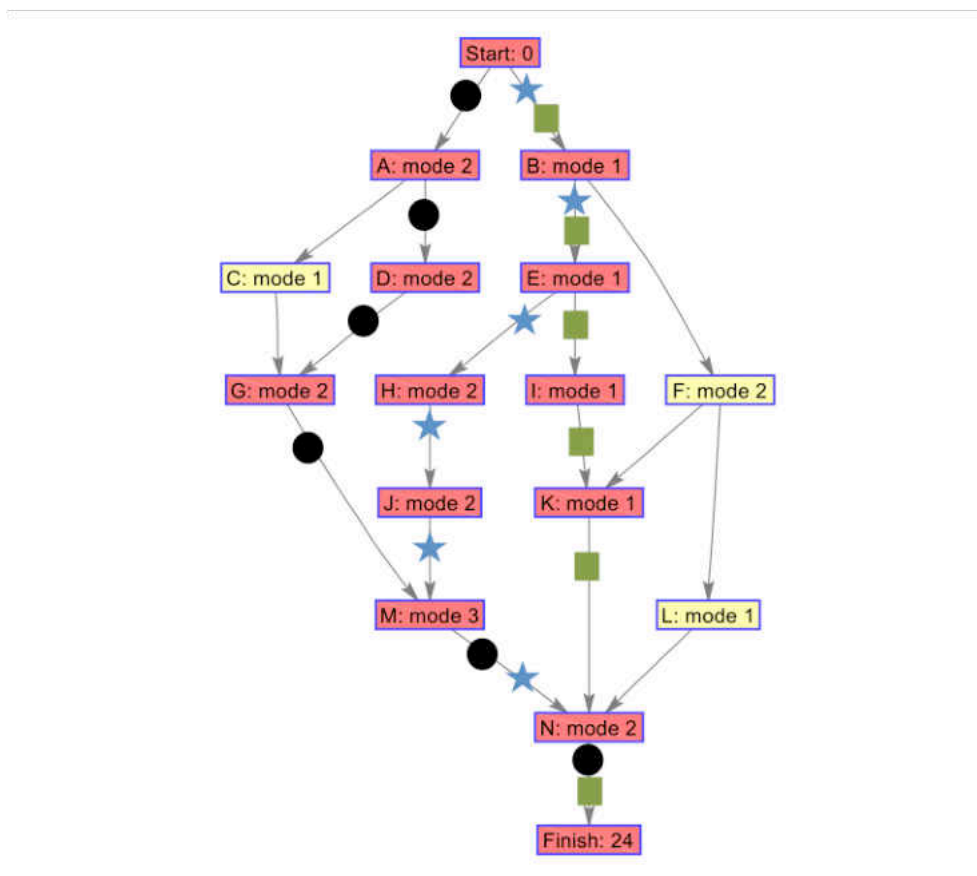 Start: 0
A: mode 2
B: mode 1
C: mode 1
D: mode 2
E: mode 1
G: mode 2
H: mode 2
I: mode 1
F: mode 2
J: mode 2
K: mode 1
M: mode 3
L: mode 1
N: mode 2
Finish: 24